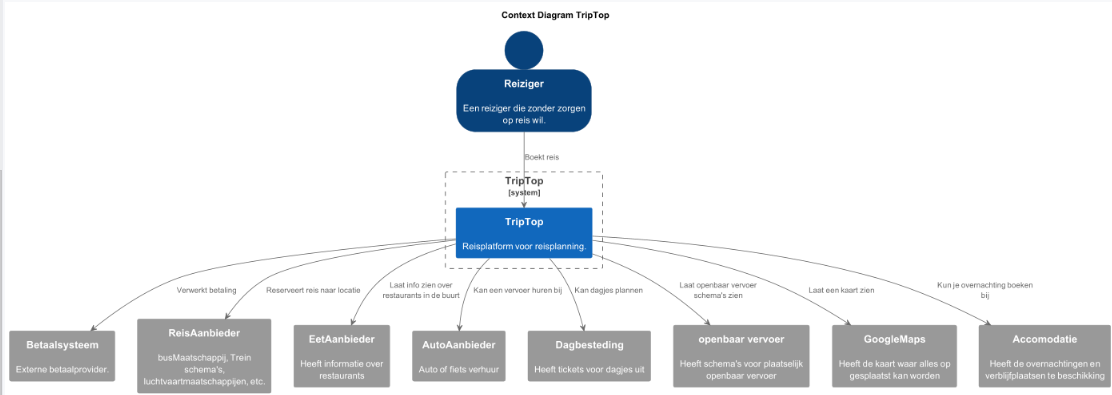 Context Diagram TripTop
Reiziger
Een reiziger die zonder zorgen
op reis wil.
Boekt reis
TripTop
[system]
TripTop
Reisplatform voor reisplanning.
Verwerkt betaling
Reserveert reis naar locatie
Laat info zien over
restaurants in de buurt
Kan een vervoer huren bij
Kan dagjes plannen
Laat openbaar vervoer
schema's zien
Laat een kaart zien
Kun je overnachting boeken
bij
Betaalsysteem
Externe betaalprovider.
ReisAanbieder
busMaatschappij, Trein
schema's,
luchtvaartmaatschappijen, etc.
EetAanbieder
Heeft informatie over
restaurants
AutoAanbieder
Auto of fiets verhuur
Dagbesteding
Heeft tickets voor dagjes uit
openbaar vervoer
Heeft schema's voor plaatselijk
openbaar vervoer
GoogleMaps
Heeft de kaart waar alles op
gesplaatst kan worden
Accomodatie
Heeft de overnachtingen en
verblijfplaatsen te beschikking